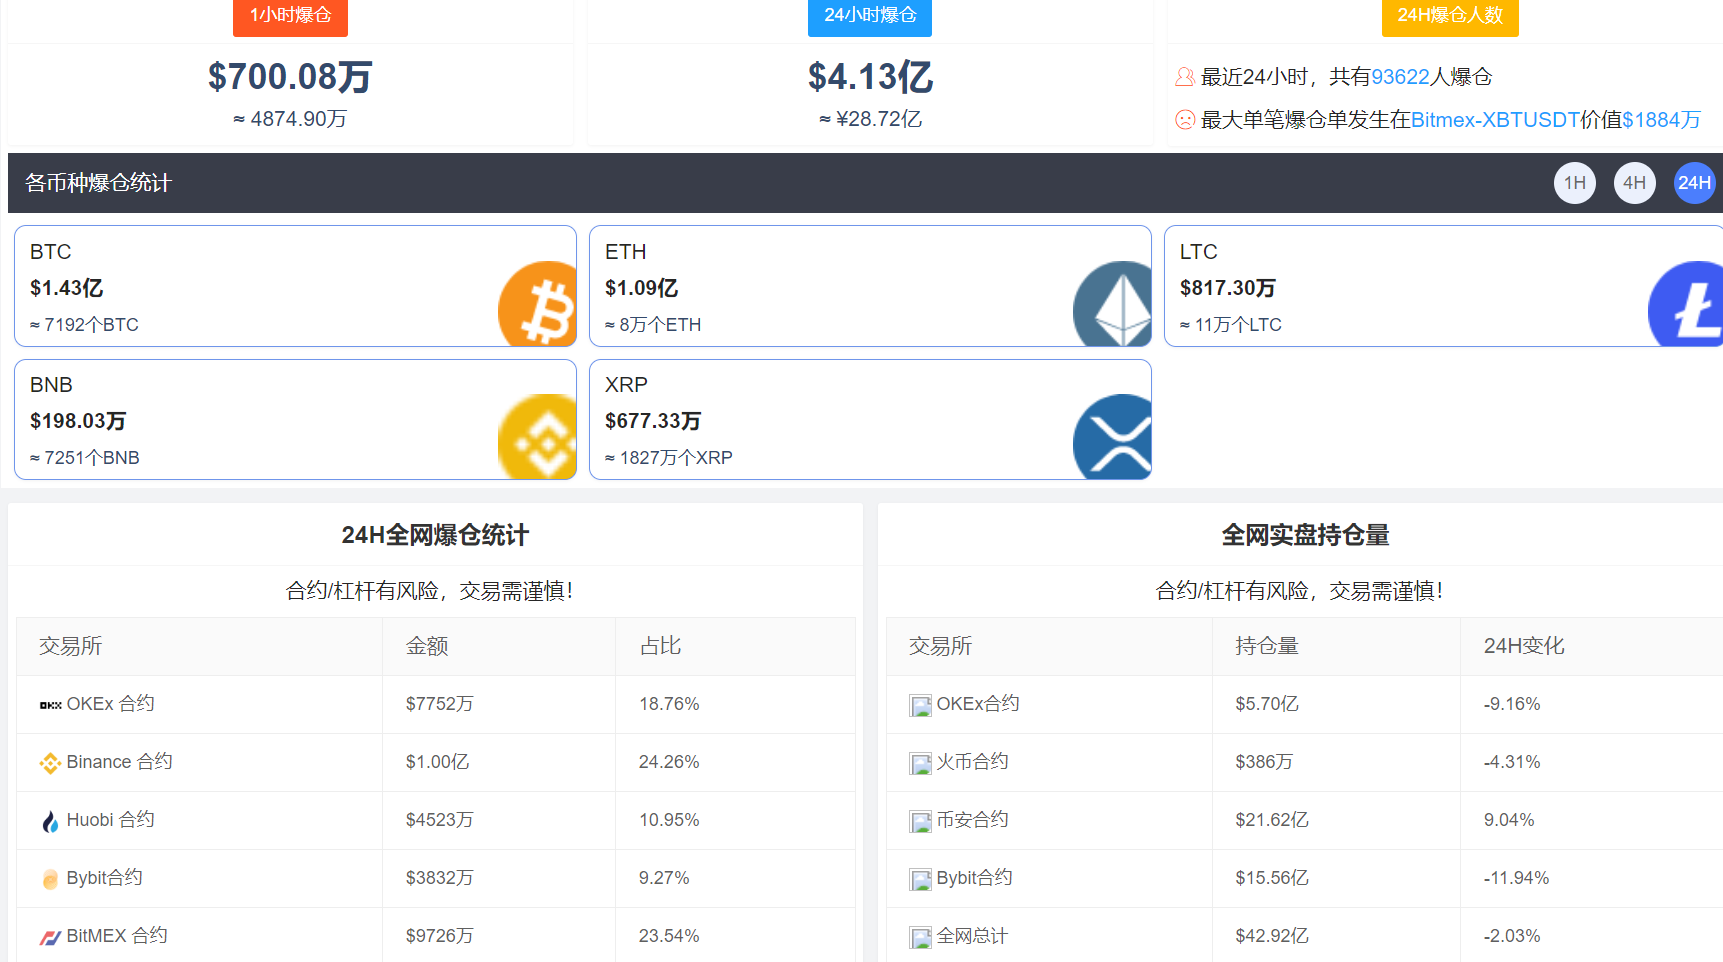 1小时爆仓
$700.08万
≈ 4874.90万
24小时爆仓
$4.13亿
≈ ¥28.72亿
24H爆仓人数
最近24小时，共有93622人爆仓
最大单笔爆仓单发生在Bitmex-XBTUSDT价值$1884万
各币种爆仓统计
1H 4H 24H
BTC
$1.43亿
≈ 7192个BTC
ETH
$1.09亿
≈ 8万个ETH
LTC
$817.30万
≈ 11万个LTC
BNB
$198.03万
≈ 7251个BNB
XRP
$677.33万
≈ 1827万个XRP
24H全网爆仓统计
合约/杠杆有风险，交易需谨慎！
交易所 金额 占比
OKEx 合约 $7752万 18.76%
Binance 合约 $1.00亿 24.26%
Huobi 合约 $4523万 10.95%
Bybit合约 $3832万 9.27%
BitMEX 合约 $9726万 23.54%
全网实盘持仓量
合约/杠杆有风险，交易需谨慎！
交易所 持仓量 24H变化
OKEx合约 $5.70亿 -9.16%
火币合约 $386万 -4.31%
币安合约 $21.62亿 9.04%
Bybit合约 $15.56亿 -11.94%
全网总计 $42.92亿 -2.03%